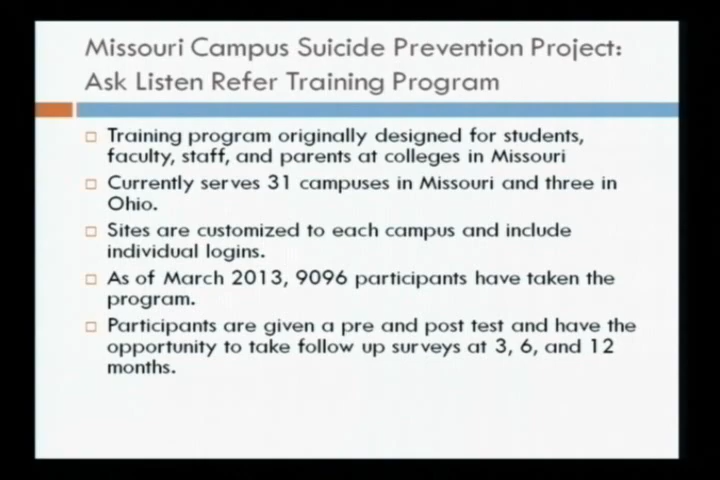 Missouri Campus Suicide Prevention Project:
Ask Listen Refer Training Program
Training program originally designed for students,
faculty, staff, and parents at colleges in Missouri
Currently serves 31 campuses in Missouri and three in
Ohio.
Sites are customized to each campus and include
individual logins.
As of March 2013, 9096 participants have taken the
program.
Participants are given a pre and post test and have the
opportunity to take follow up surveys at 3, 6, and 12
months.